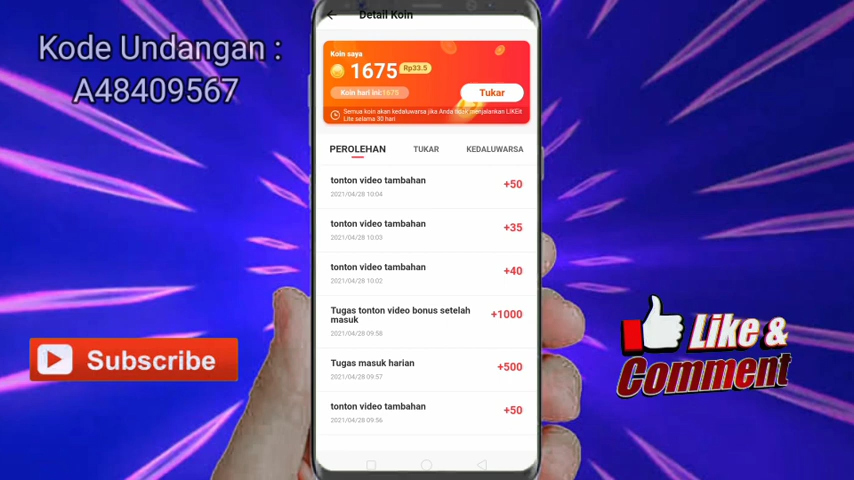 Detail Koin
Kode Undangan :
A48409567
Koin saya
1675 Rp33.5
Koin hari ini:1675
Tukar
Semua koin akan kedaluwarsa jika Anda tidak menjalankan LIKEit
Lite selama 30 hari
PEROLEHAN TUKAR KEDALUWARSA
tonton video tambahan +50
2021/04/28 10:04
tonton video tambahan +35
2021/04/28 10:03
tonton video tambahan +40
2021/04/28 10:02
Tugas tonton video bonus setelah
masuk +1000
2021/04/28 09:58
Tugas masuk harian +500
2021/04/28 09:57
tonton video tambahan +50
2021/04/28 09:56
Subscribe
Like &
Comment